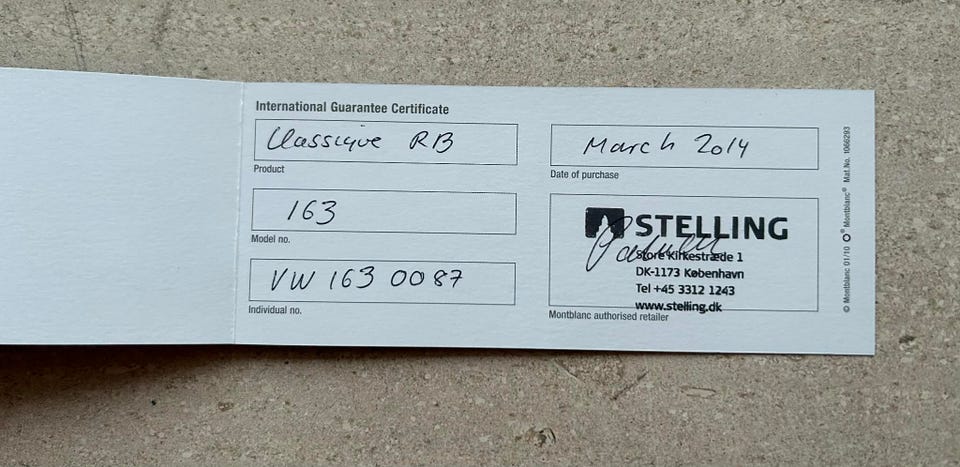 International Guarantee Certificate
Classique RB
Product
163
Model no.
VW 163 0087
Individual no.
March 2014
Date of purchase
STELLING
Store Kirkestræde 1
DK-1173 København
Tel +45 3312 1243
www.stelling.dk
Montblanc authorised retailer
© Montblanc 01/10 ® Montblanc® Mat.No. 1066293